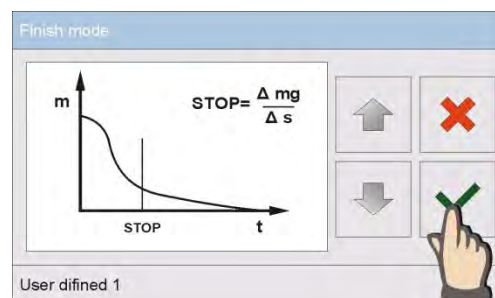 Finish mode
m
STOP= Δ mg
Δ s
STOP
t
User difined 1